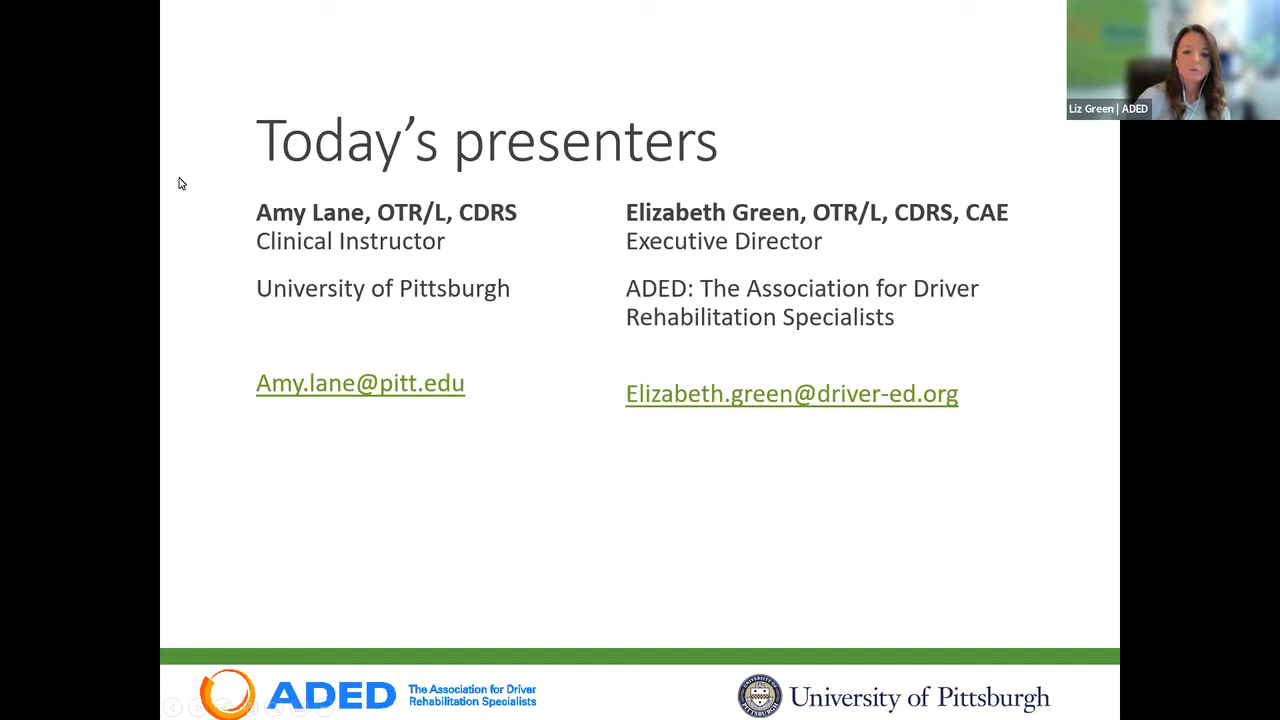 Liz Green | ADED
Today's presenters
Amy Lane, OTR/L, CDRS
Clinical Instructor
University of Pittsburgh
Amy.lane@pitt.edu
Elizabeth Green, OTR/L, CDRS, CAE
Executive Director
ADED: The Association for Driver
Rehabilitation Specialists
Elizabeth.green@driver-ed.org
ADED
The Association for Driver
Rehabilitation Specialists
University of Pittsburgh